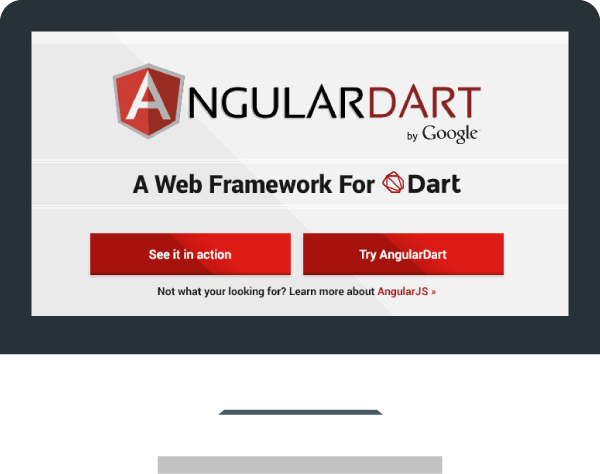 ANGULARDART
by Google
A Web Framework For Dart
See it in action
Try AngularDart
Not what your looking for? Learn more about AngularJS »